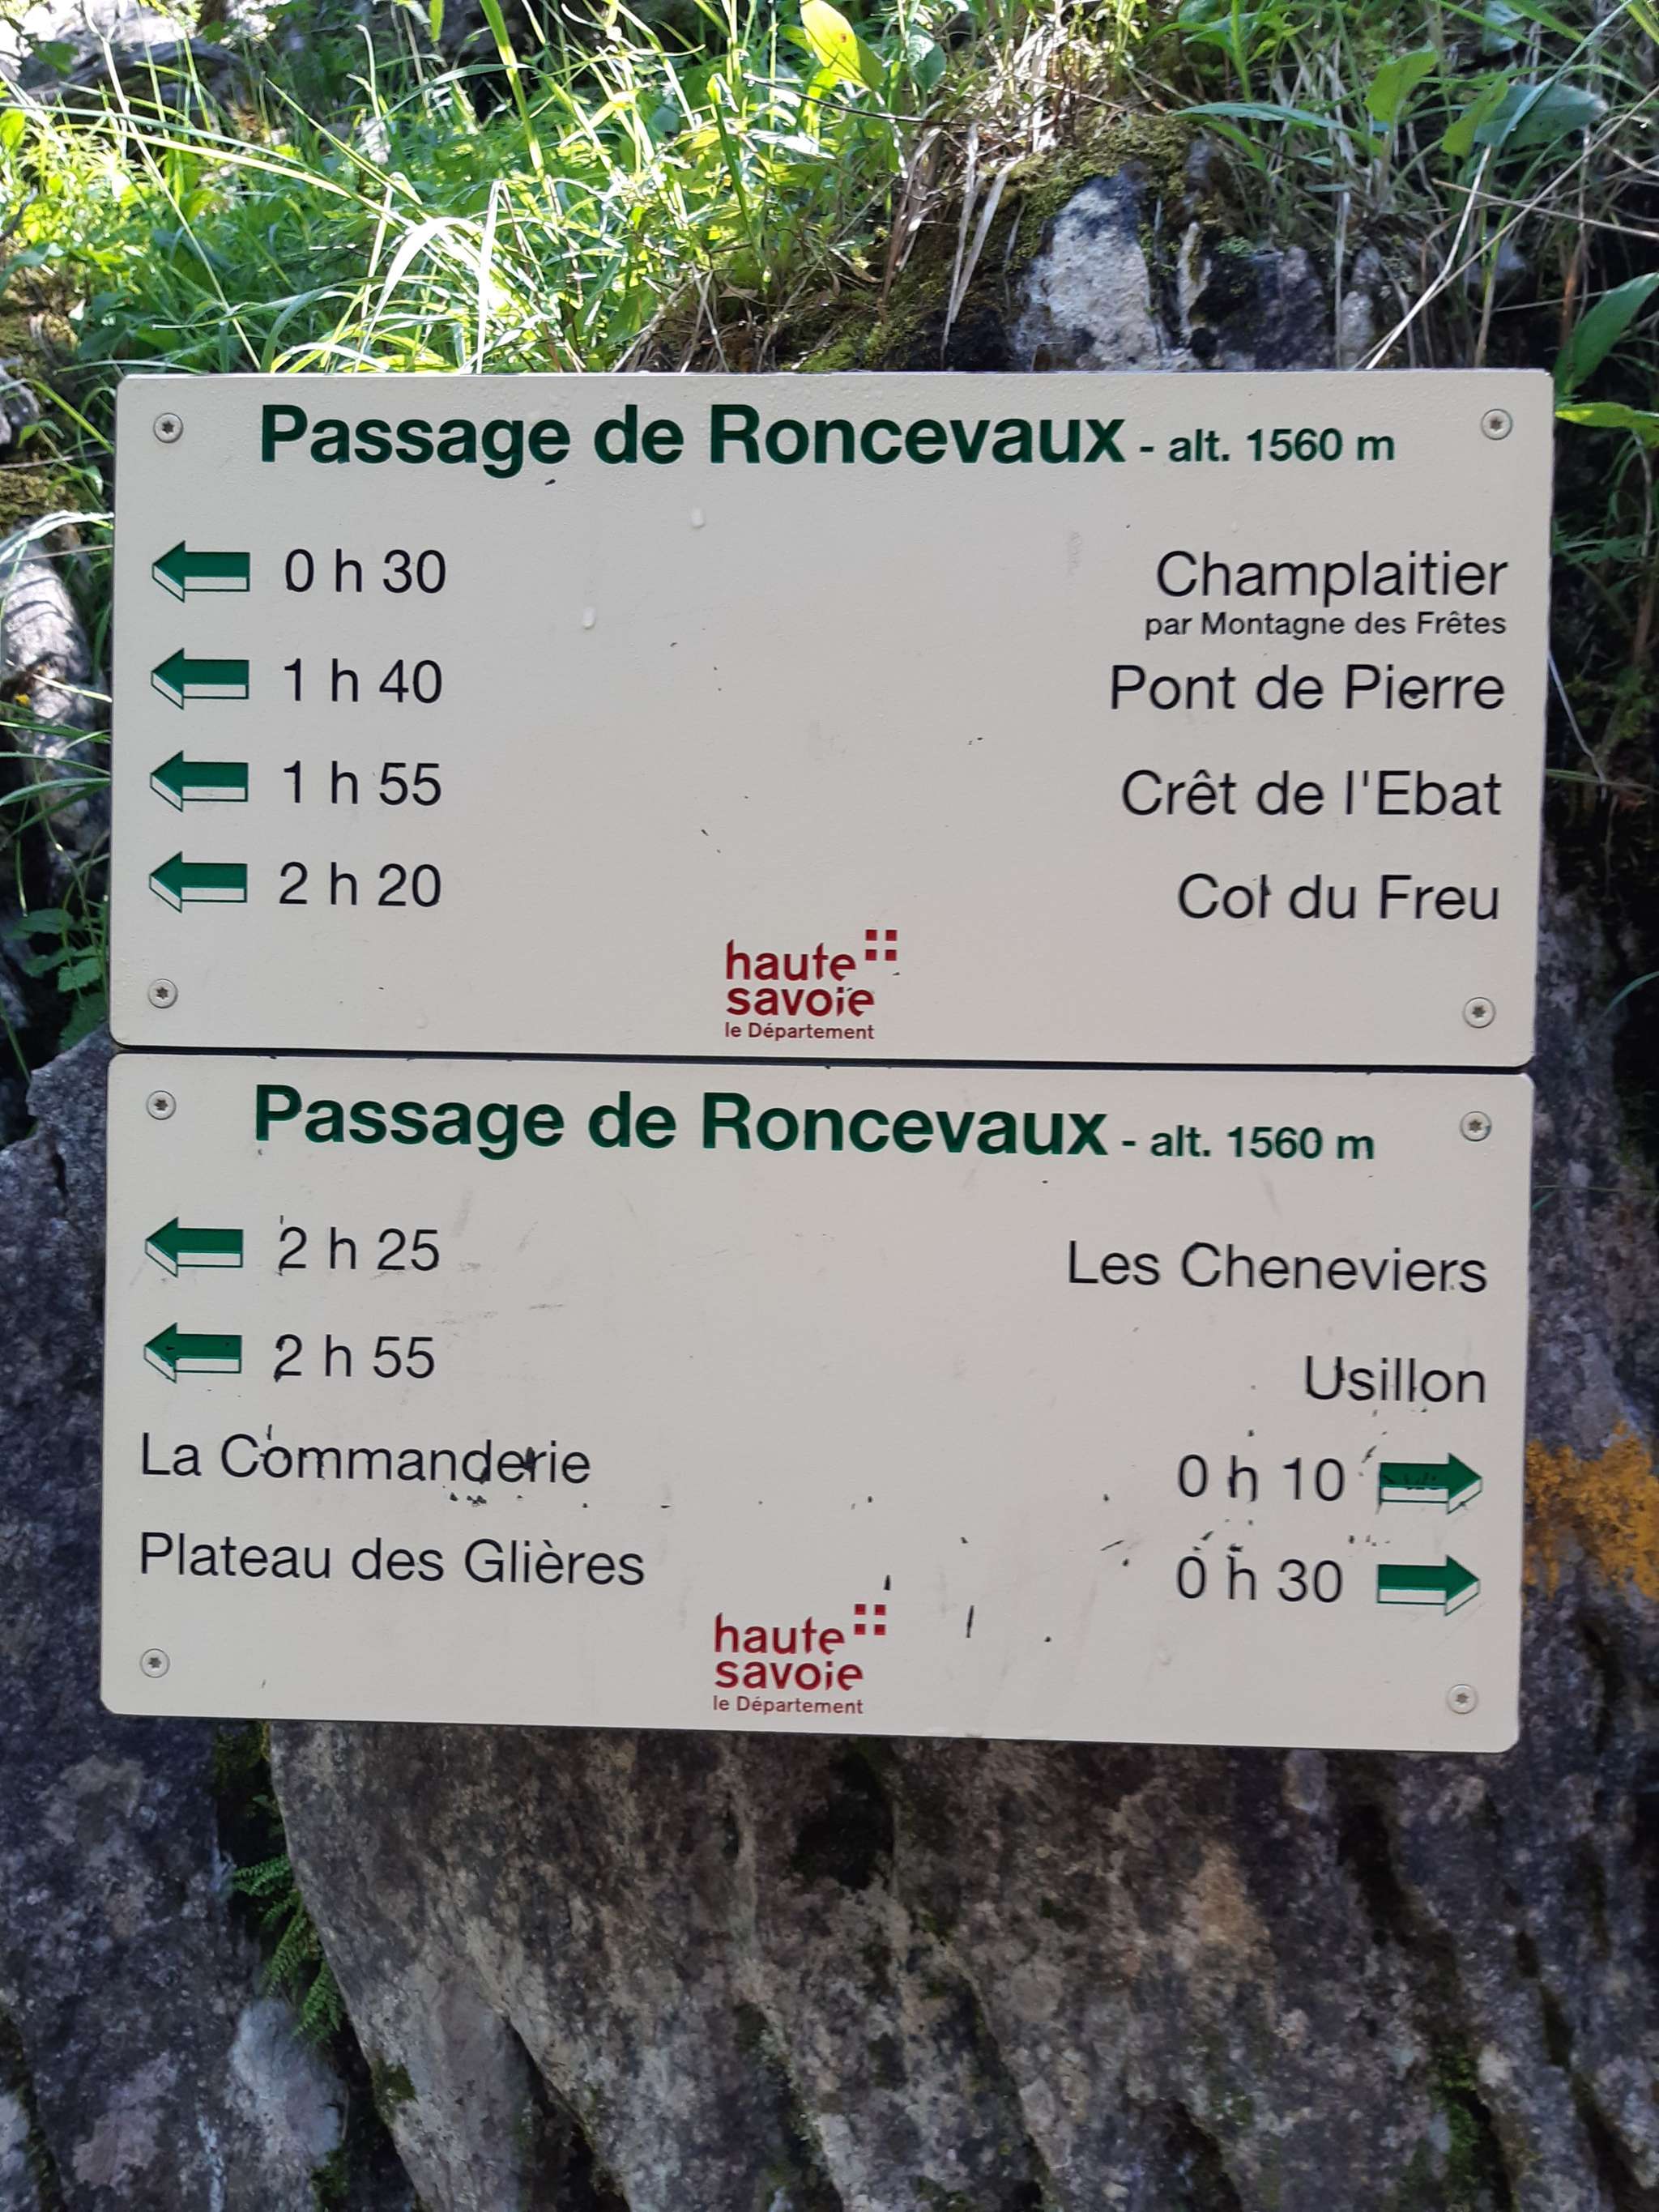 Passage de Roncevaux - alt. 1560 m
0 h 30 Champlaitier
par Montagne des Frêtes
1 h 40 Pont de Pierre
1 h 55 Crêt de l'Ebat
2 h 20 Col du Freu
haute
savoie
le Département
Passage de Roncevaux - alt. 1560 m
2 h 25 Les Cheneviers
2 h 55 Usillon
La Commanderie 0 h 10
Plateau des Glières 0 h 30
haute
savoie
le Département